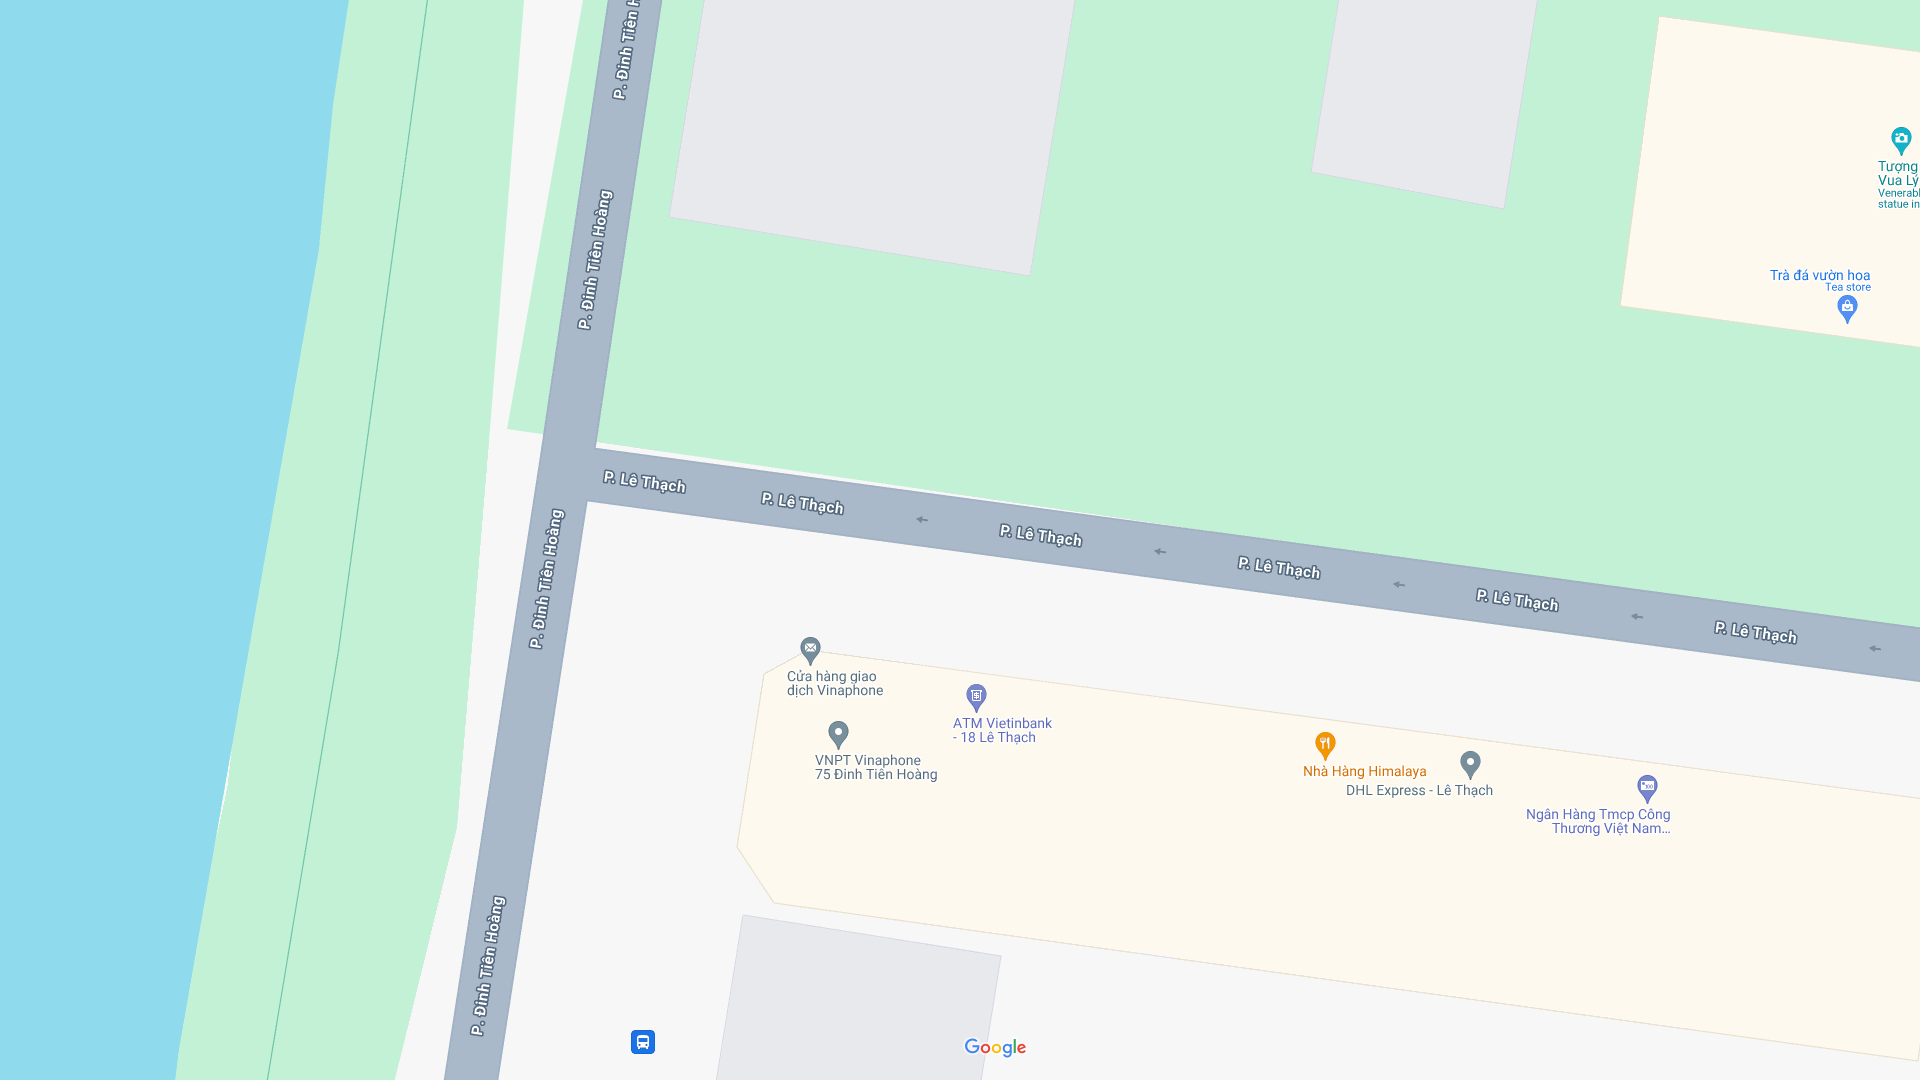 P. Đinh Tiên H
Tượng
Vua Lý
Venerabl
statue in
P. Đinh Tiên Hoàng
Trà đá vườn hoa
Tea store
P. Lê Thạch
P. Lê Thạch
P. Lê Thạch
P. Lê Thạch
P. Lê Thạch
P. Lê Thạch
P. Đinh Tiên Hoàng
Cửa hàng giao
dịch Vinaphone
ATM Vietinbank
- 18 Lê Thạch
VNPT Vinaphone
75 Đinh Tiên Hoàng
Nhà Hàng Himalaya
DHL Express - Lê Thạch
Ngân Hàng Tmcp Công
Thương Việt Nam...
P. Đinh Tiên Hoàng
Google